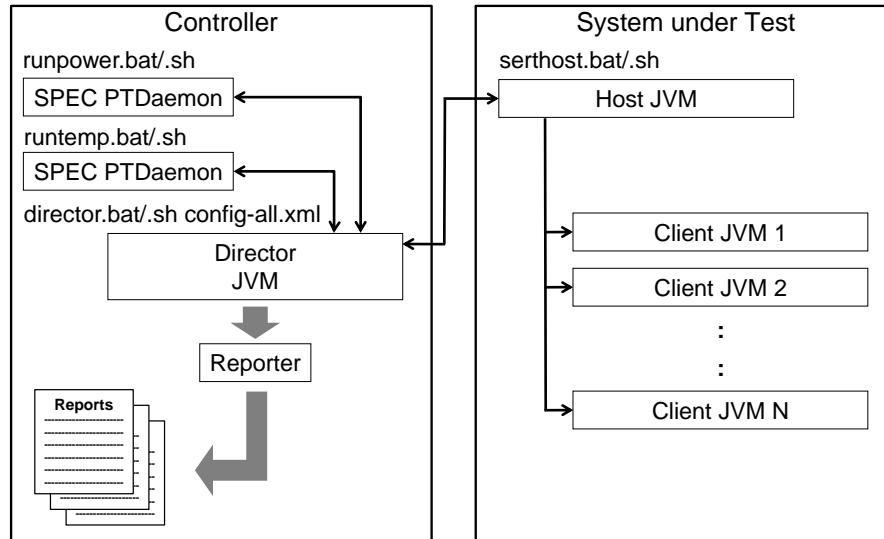 Controller
runpower.bat/.sh
SPEC PTDaemon
runtemp.bat/.sh
SPEC PTDaemon
director.bat/.sh config-all.xml
Director
JVM
Reporter
Reports
System under Test
serthost.bat/.sh
Host JVM
Client JVM 1
Client JVM 2
:
:
Client JVM N